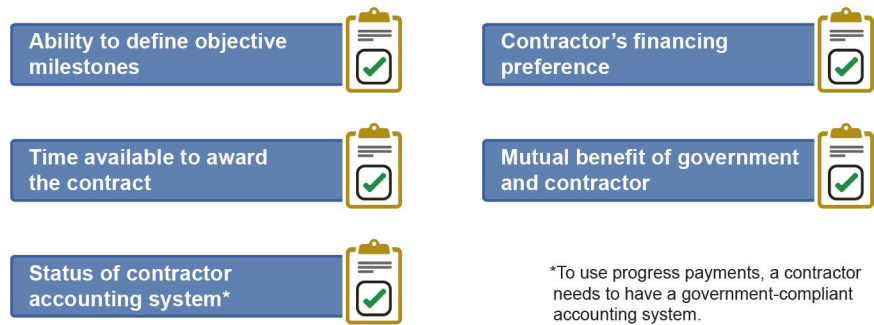 Ability to define objective
milestones
Contractor's financing
preference
Time available to award
the contract
Mutual benefit of government
and contractor
Status of contractor
accounting system*
*To use progress payments, a contractor
needs to have a government-compliant
accounting system.